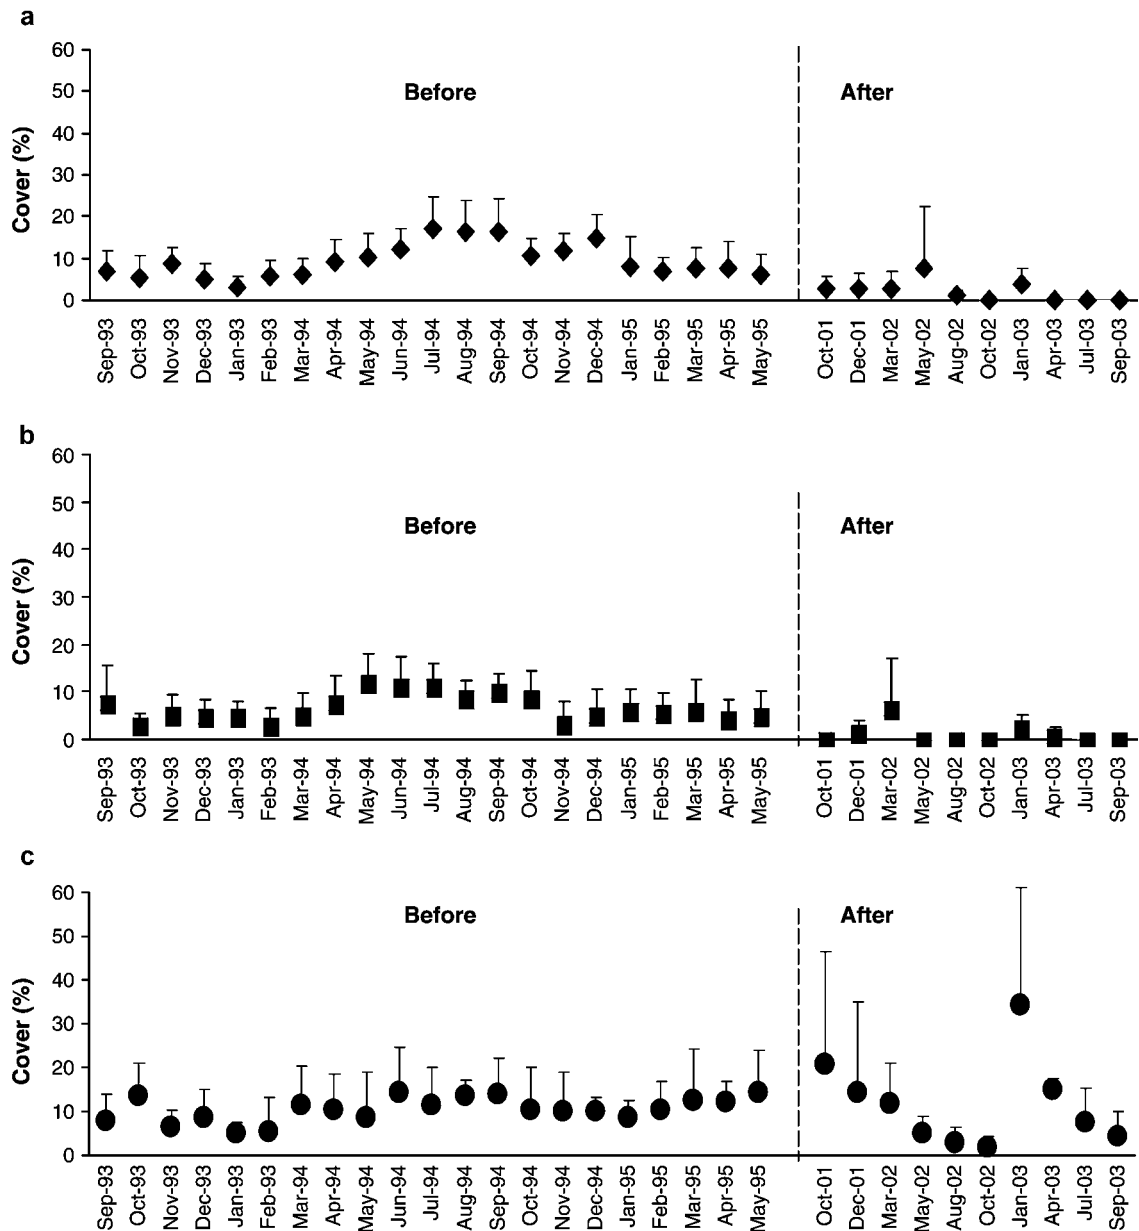 a
60
50
40
30
20
10
0
Cover (%)
Before
After
Sep-93
Oct-93
Nov-93
Dec-93
Jan-93
Feb-93
Mar-94
Apr-94
May-94
Jun-94
Jul-94
Aug-94
Sep-94
Oct-94
Nov-94
Dec-94
Jan-95
Feb-95
Mar-95
Apr-95
May-95
Oct-01
Dec-01
Mar-02
May-02
Aug-02
Oct-02
Jan-03
Apr-03
Jul-03
Sep-03
b
60
50
40
30
20
10
0
Cover (%)
Before
After
Sep-93
Oct-93
Nov-93
Dec-93
Jan-93
Feb-93
Mar-94
Apr-94
May-94
Jun-94
Jul-94
Aug-94
Sep-94
Oct-94
Nov-94
Dec-94
Jan-95
Feb-95
Mar-95
Apr-95
May-95
Oct-01
Dec-01
Mar-02
May-02
Aug-02
Oct-02
Jan-03
Apr-03
Jul-03
Sep-03
c
60
50
40
30
20
10
0
Cover (%)
Before
After
Sep-93
Oct-93
Nov-93
Dec-93
Jan-93
Feb-93
Mar-94
Apr-94
May-94
Jun-94
Jul-94
Aug-94
Sep-94
Oct-94
Nov-94
Dec-94
Jan-95
Feb-95
Mar-95
Apr-95
May-95
Oct-01
Dec-01
Mar-02
May-02
Aug-02
Oct-02
Jan-03
Apr-03
Jul-03
Sep-03